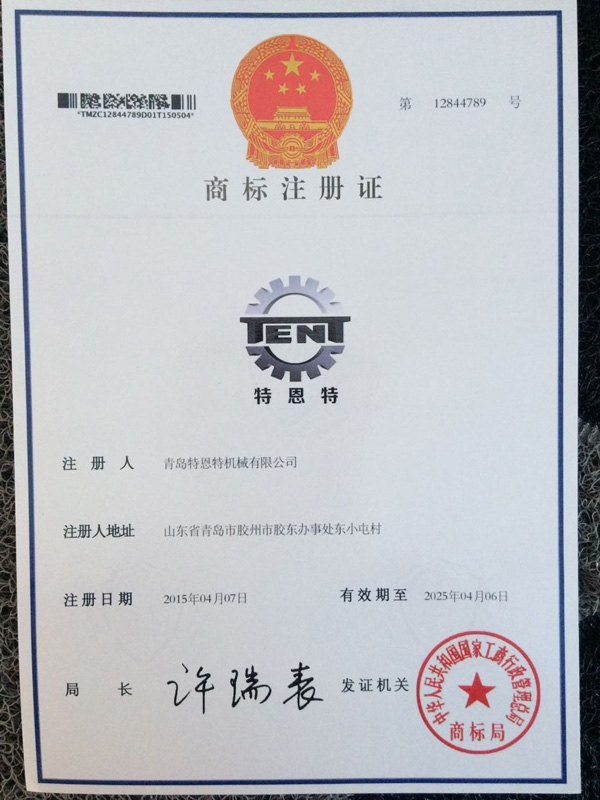 第 12844789 号
*TMZC12844789D01T150504*
商标注册证
TENT
特恩特
注册人 青岛特恩特机械有限公司
注册人地址 山东省青岛市胶州市胶东办事处东小屯村
注册日期 2015年04月07日 有效期至 2025年04月06日
局长 许瑞表 发证机关
中华人民共和国国家工商行政管理总局
商标局